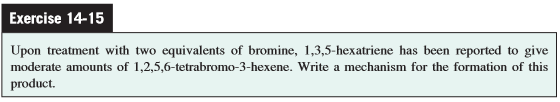 Exercise 14-15
Upon treatment with two equivalents of bromine, 1,3,5-hexatriene has been reported to give
moderate amounts of 1,2,5,6-tetrabromo-3-hexene. Write a mechanism for the formation of this
product.